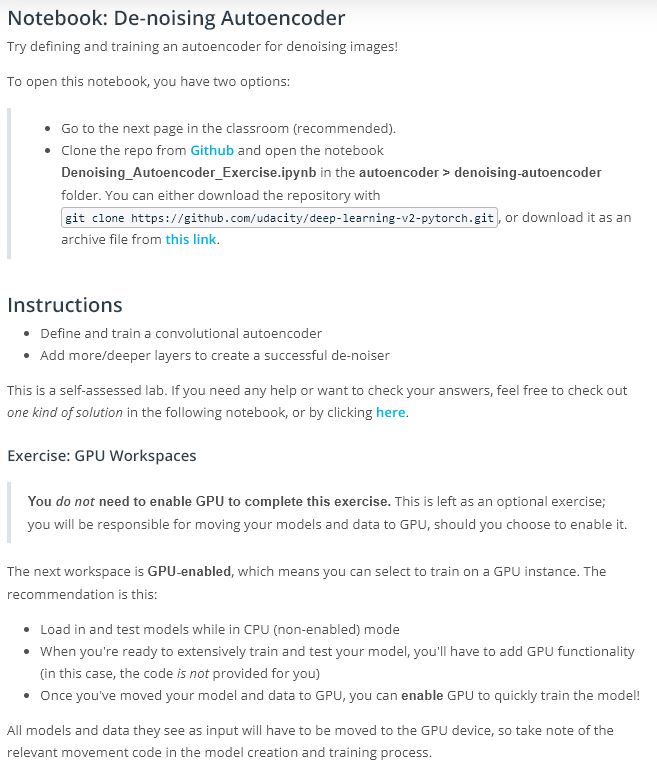 Notebook: De-noising Autoencoder
Try defining and training an autoencoder for denoising images!
To open this notebook, you have two options:
• Go to the next page in the classroom (recommended).
• Clone the repo from Github and open the notebook
Denoising_Autoencoder_Exercise.ipynb in the autoencoder > denoising-autoencoder
folder. You can either download the repository with
git clone https://github.com/udacity/deep-learning-v2-pytorch.git, or download it as an
archive file from this link.
Instructions
• Define and train a convolutional autoencoder
• Add more/deeper layers to create a successful de-noiser
This is a self-assessed lab. If you need any help or want to check your answers, feel free to check out
one kind of solution in the following notebook, or by clicking here.
Exercise: GPU Workspaces
You do not need to enable GPU to complete this exercise. This is left as an optional exercise;
you will be responsible for moving your models and data to GPU, should you choose to enable it.
The next workspace is GPU-enabled, which means you can select to train on a GPU instance. The
recommendation is this:
• Load in and test models while in CPU (non-enabled) mode
• When you're ready to extensively train and test your model, you'll have to add GPU functionality
(in this case, the code is not provided for you)
• Once you've moved your model and data to GPU, you can enable GPU to quickly train the model!
All models and data they see as input will have to be moved to the GPU device, so take note of the
relevant movement code in the model creation and training process.